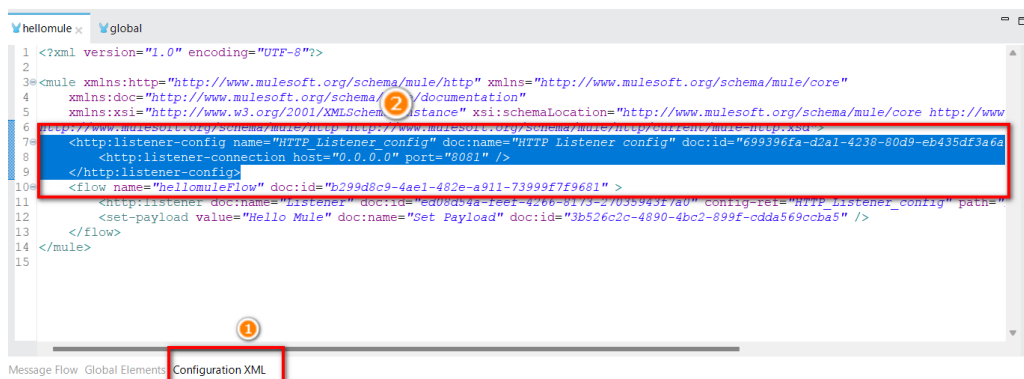 hellomule global
1 <?xml version="1.0" encoding="UTF-8"?>
2
3 <mule xmlns:http="http://www.mulesoft.org/schema/mule/http" xmlns="http://www.mulesoft.org/schema/mule/core"
4 xmlns:doc="http://www.mulesoft.org/schema/ /documentation"
5 xmlns:xsi="http://www.w3.org/2001/XMLSchem nstance" xsi:schemaLocation="http://www.mulesoft.org/schema/mule/core http://www
6 http://www.mulesoft.org/schema/mule/http http://www.mulesoft.org/schema/mule/http/current/mule-http.xsd">
7 <http:listener-config name="HTTP_Listener_config" doc:name="HTTP Listener config" doc:id="699396fa-d2a1-4238-80d9-eb435df3a6a
8 <http:listener-connection host="0.0.0.0" port="8081" />
9 </http:listener-config>
10 <flow name="hellomuleFlow" doc:id="b299d8c9-4ae1-482e-a911-73999f7f9681" >
11 <http:listener doc:name="Listener" doc:id="ed08d54a-feef-4266-8173-27035943f7a0" config-ref="HTTP_Listener_config" path="
12 <set-payload value="Hello Mule" doc:name="Set Payload" doc:id="3b526c2c-4890-4bc2-899f-cdda569ccba5" />
13 </flow>
14 </mule>
15
2
1
Message Flow Global Elements Configuration XML